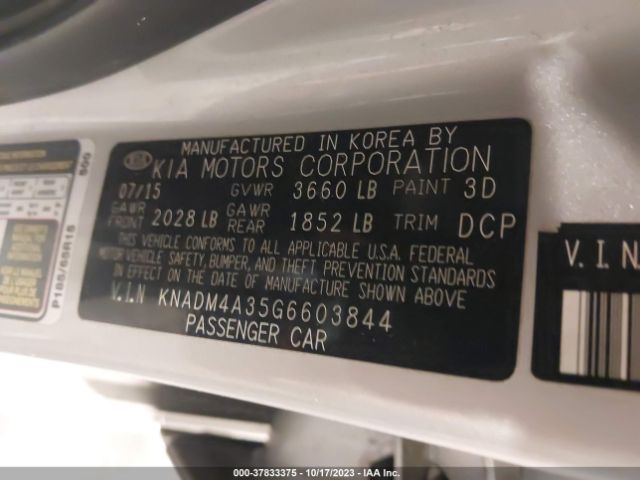 MANUFACTURED IN KOREA BY
KIA MOTORS CORPORATION
07/15 GVWR 3660 LB PAINT 3D
GAWR FRONT 2028 LB GAWR REAR 1852 LB TRIM DCP
THIS VEHICLE CONFORMS TO ALL APPLICABLE U.S.A. FEDERAL
MOTOR VEHICLE SAFETY, BUMPER, AND THEFT PREVENTION STANDARDS
IN EFFECT ON THE DATE OF MANUFACTURE SHOWN ABOVE
V.I.N KNADM4A35G6603844
PASSENGER CAR
V.I.N
P185/65R15
000-37833375 - 10/17/2023 - IAA Inc.